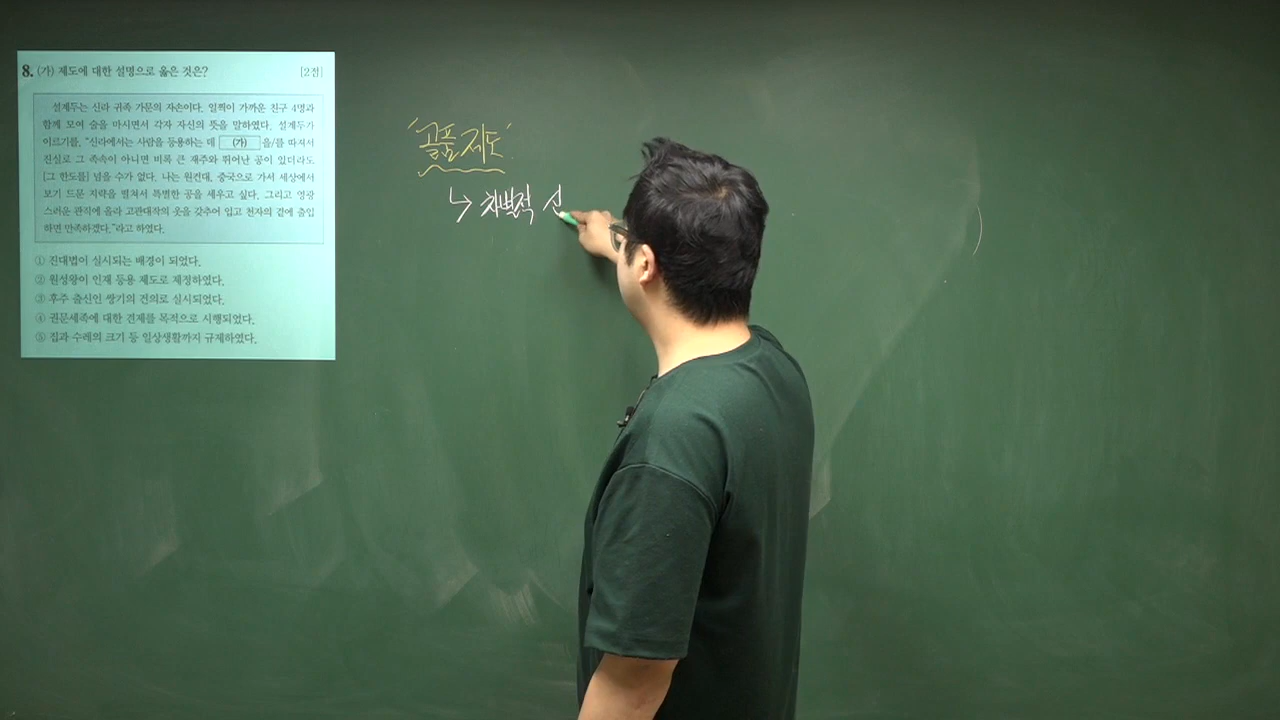 8. (가) 제도에 대한 설명으로 옳은 것은? [2점]
설계두는 신라 귀족 가문의 자손이다. 일찍이 가까운 친구 4명과
함께 모여 술을 마시면서 각자 자신의 뜻을 말하였다. 설계두가
이르기를, "신라에서는 사람을 등용하는 데 (가) 을/를 따져서
진실로 그 족속이 아니면 비록 큰 재주와 뛰어난 공이 있더라도
[그 한도를] 넘을 수가 없다. 나는 원컨대, 중국으로 가서 세상에서
보기 드문 지략을 떨쳐서 특별한 공을 세우고 싶다. 그리고 영광
스러운 관직에 올라 고관대작의 옷을 갖추어 입고 천자의 곁에 출입
하면 만족하겠다."라고 하였다.
① 진대법이 실시되는 배경이 되었다.
② 원성왕이 인재 등용 제도로 제정하였다.
③ 후주 출신인 쌍기의 건의로 실시되었다.
④ 권문세족에 대한 견제를 목적으로 시행되었다.
⑤ 집과 수레의 크기 등 일상생활까지 규제하였다.
'골품제도'
↳ 차별적 신